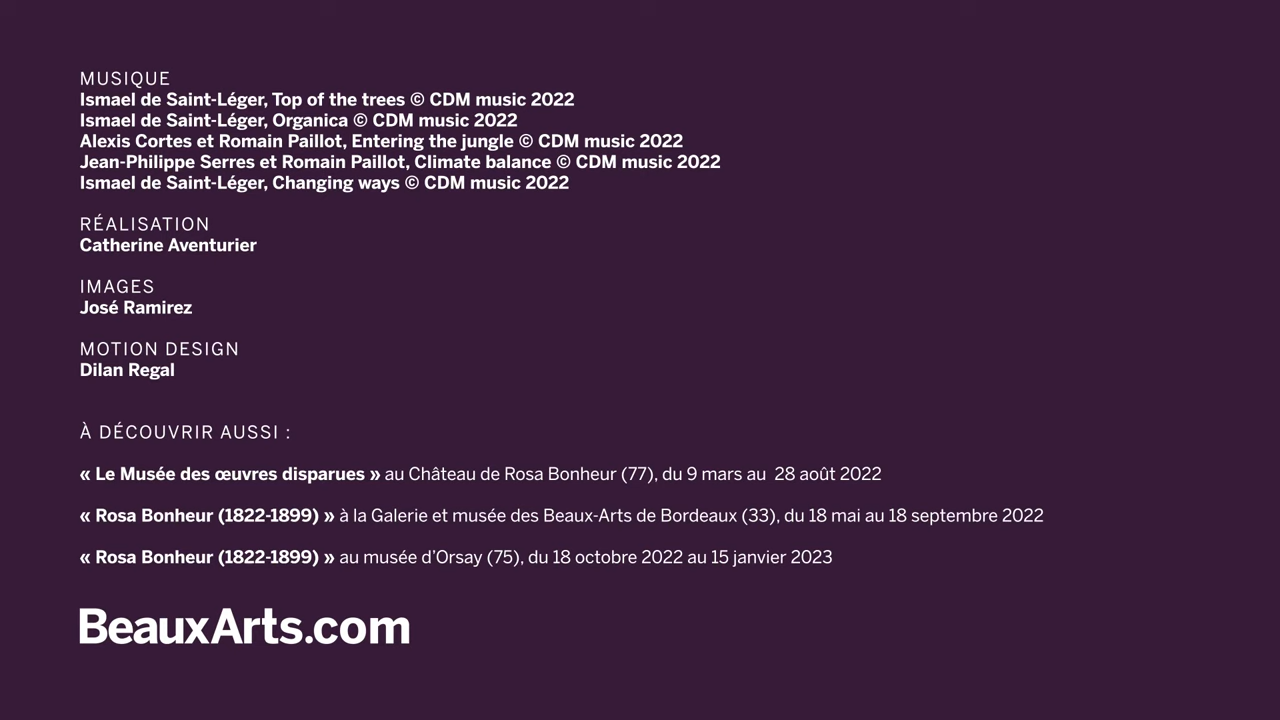 MUSIQUE
Ismael de Saint-Léger, Top of the trees © CDM music 2022
Ismael de Saint-Léger, Organica © CDM music 2022
Alexis Cortes et Romain Paillot, Entering the jungle © CDM music 2022
Jean-Philippe Serres et Romain Paillot, Climate balance © CDM music 2022
Ismael de Saint-Léger, Changing ways © CDM music 2022
RÉALISATION
Catherine Aventurier
IMAGES
José Ramirez
MOTION DESIGN
Dilan Regal
À DÉCOUVRIR AUSSI :
« Le Musée des œuvres disparues » au Château de Rosa Bonheur (77), du 9 mars au 28 août 2022
« Rosa Bonheur (1822-1899) » à la Galerie et musée des Beaux-Arts de Bordeaux (33), du 18 mai au 18 septembre 2022
« Rosa Bonheur (1822-1899) » au musée d’Orsay (75), du 18 octobre 2022 au 15 janvier 2023
BeauxArts.com